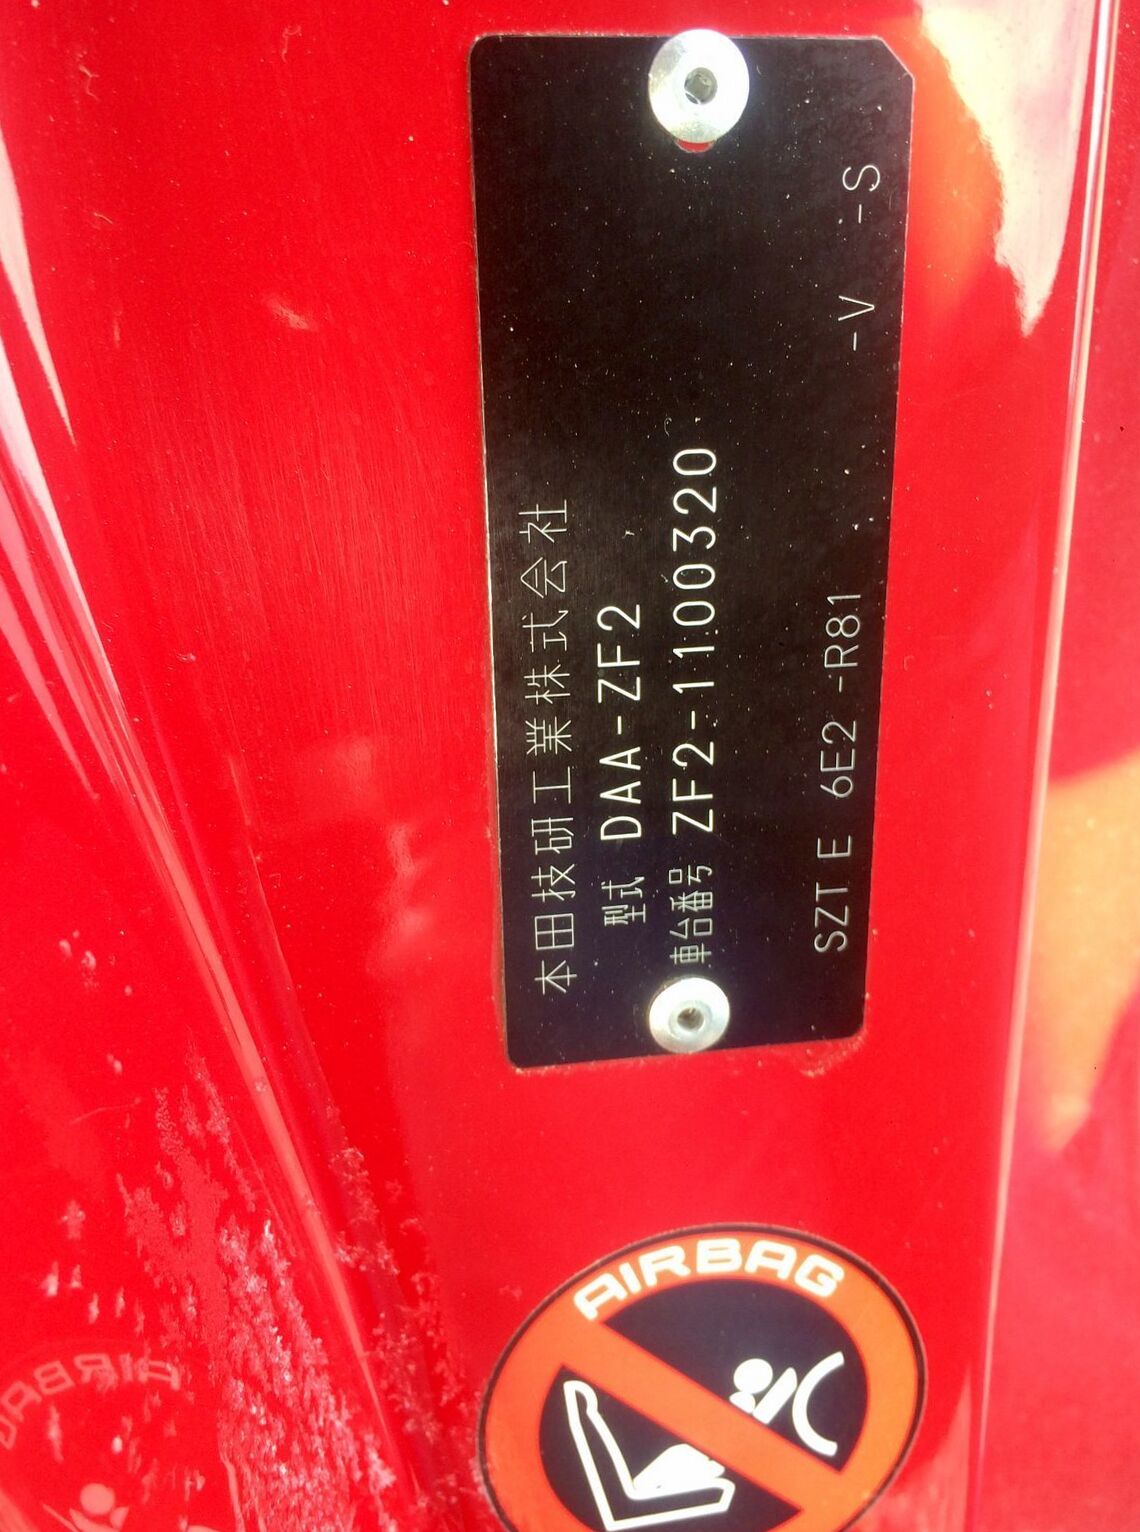 本田技研工業株式会社
型式 DAA-ZF2
車台番号 ZF2-1100320
SZT E 6E2 -R81 -V -S
AIRBAG